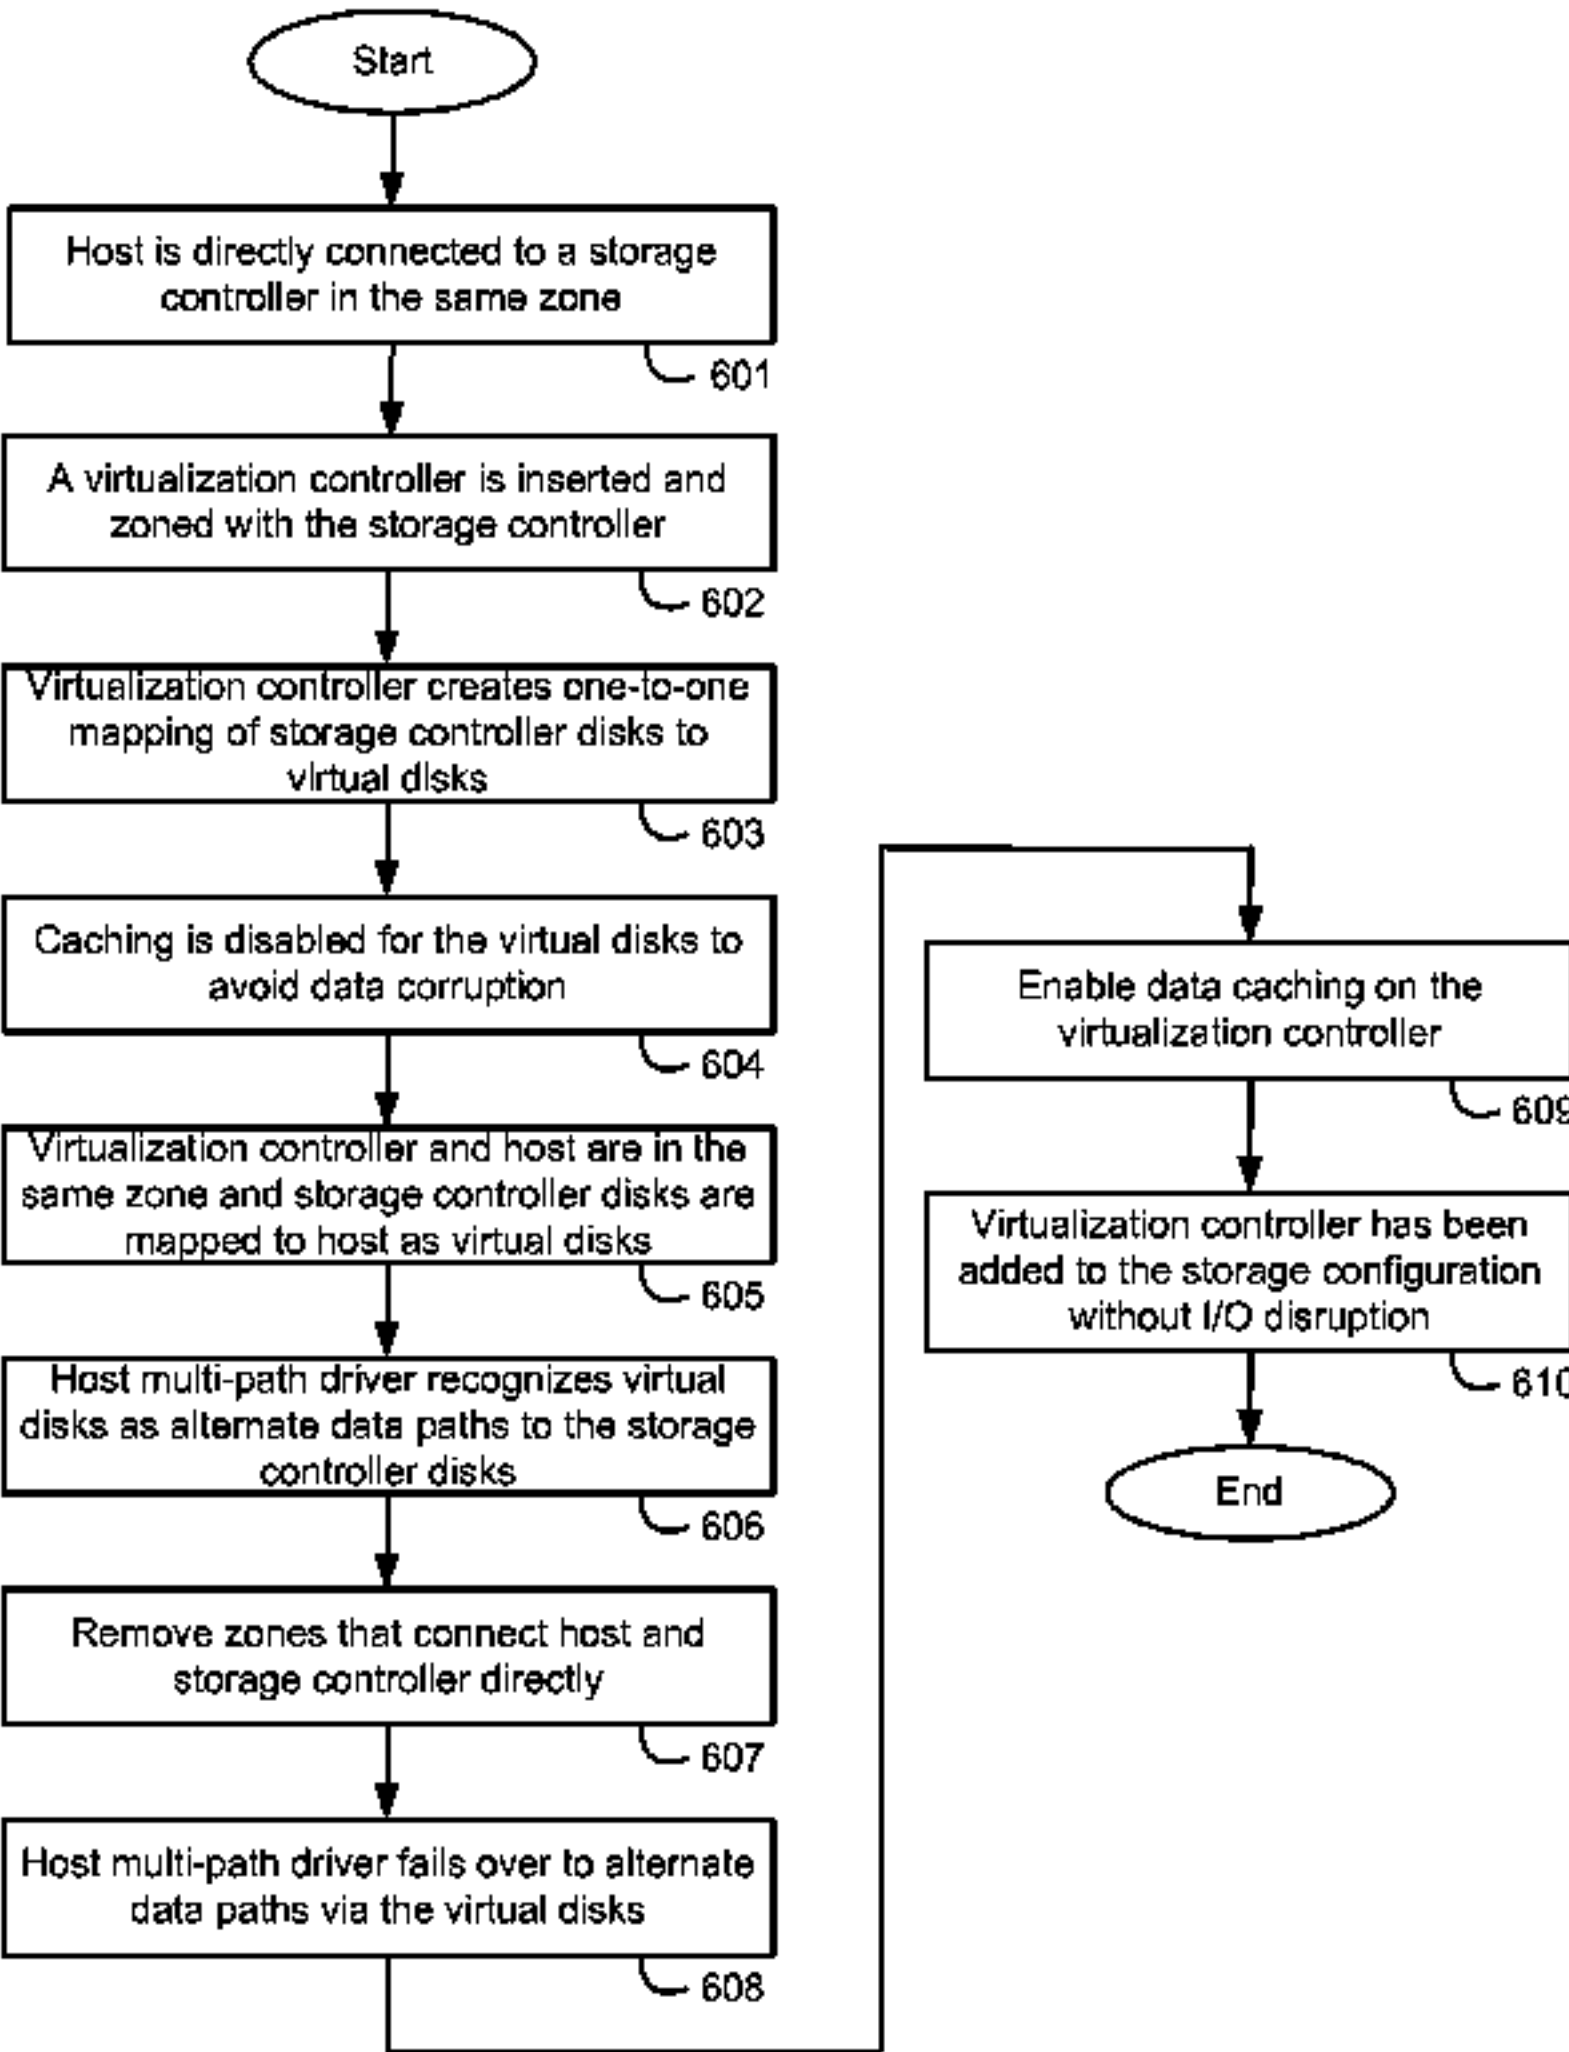 Start
Host is directly connected to a storage
controller in the same zone
601
A virtualization controller is inserted and
zoned with the storage controller
602
Virtualization controller creates one-to-one
mapping of storage controller disks to
virtual disks
603
Caching is disabled for the virtual disks to
avoid data corruption
604
Virtualization controller and host are in the
same zone and storage controller disks are
mapped to host as virtual disks
605
Host multi-path driver recognizes virtual
disks as alternate data paths to the storage
controller disks
606
Remove zones that connect host and
storage controller directly
607
Host multi-path driver fails over to alternate
data paths via the virtual disks
608
Enable data caching on the
virtualization controller
609
Virtualization controller has been
added to the storage configuration
without I/O disruption
610
End